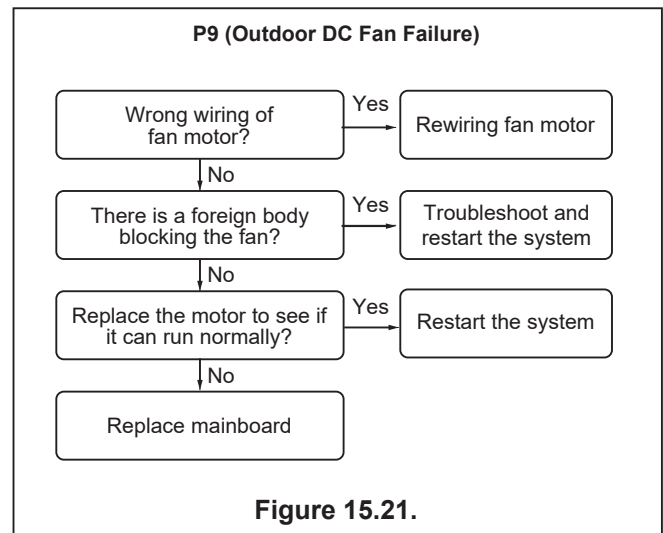 P9 (Outdoor DC Fan Failure)
Wrong wiring of
fan motor?
Yes
Rewiring fan motor
No
There is a foreign body
blocking the fan?
Yes
Troubleshoot and
restart the system
No
Replace the motor to see if
it can run normally?
Yes
Restart the system
No
Replace mainboard
Figure 15.21.